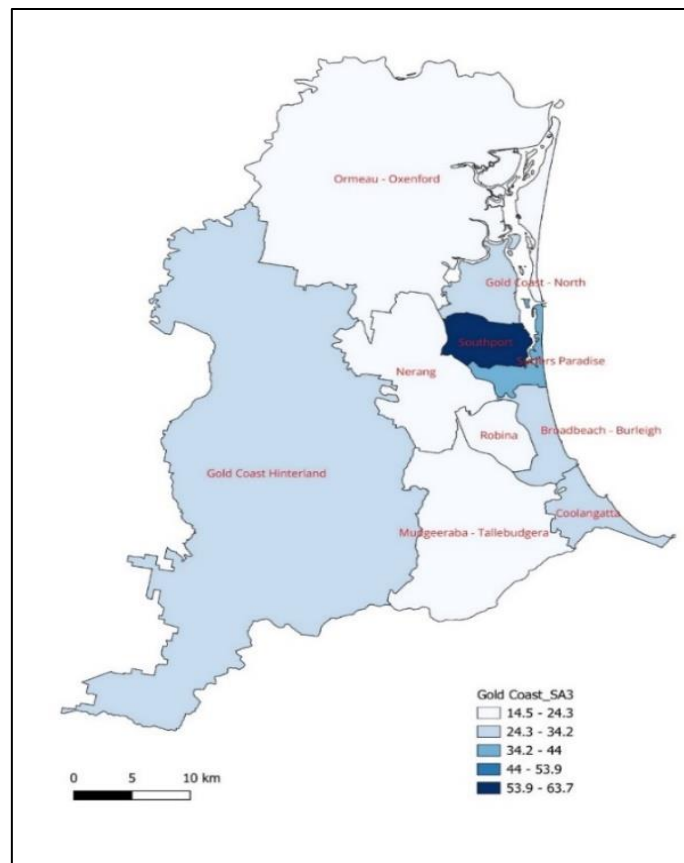 Ormeau - Oxenford
Gold Coast - North
Southport
Surfers Paradise
Nerang
Robina
Broadbeach - Burleigh
Gold Coast Hinterland
Coolangatta
Mudgeeraba - Tallebudgera
Gold Coast_SA3
14.5 - 24.3
24.3 - 34.2
34.2 - 44
44 - 53.9
53.9 - 63.7
0 5 10 km